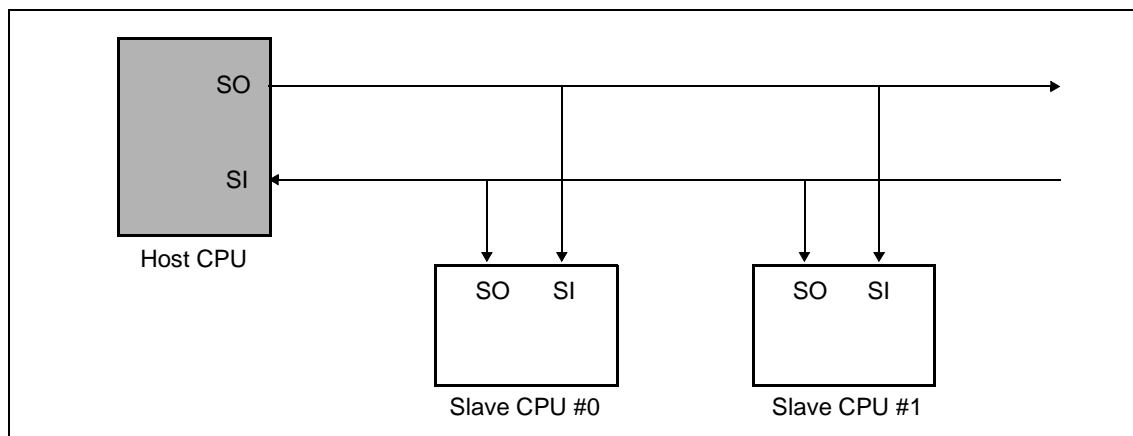 SO
SI
Host CPU
SO SI
SO SI
Slave CPU #0
Slave CPU #1